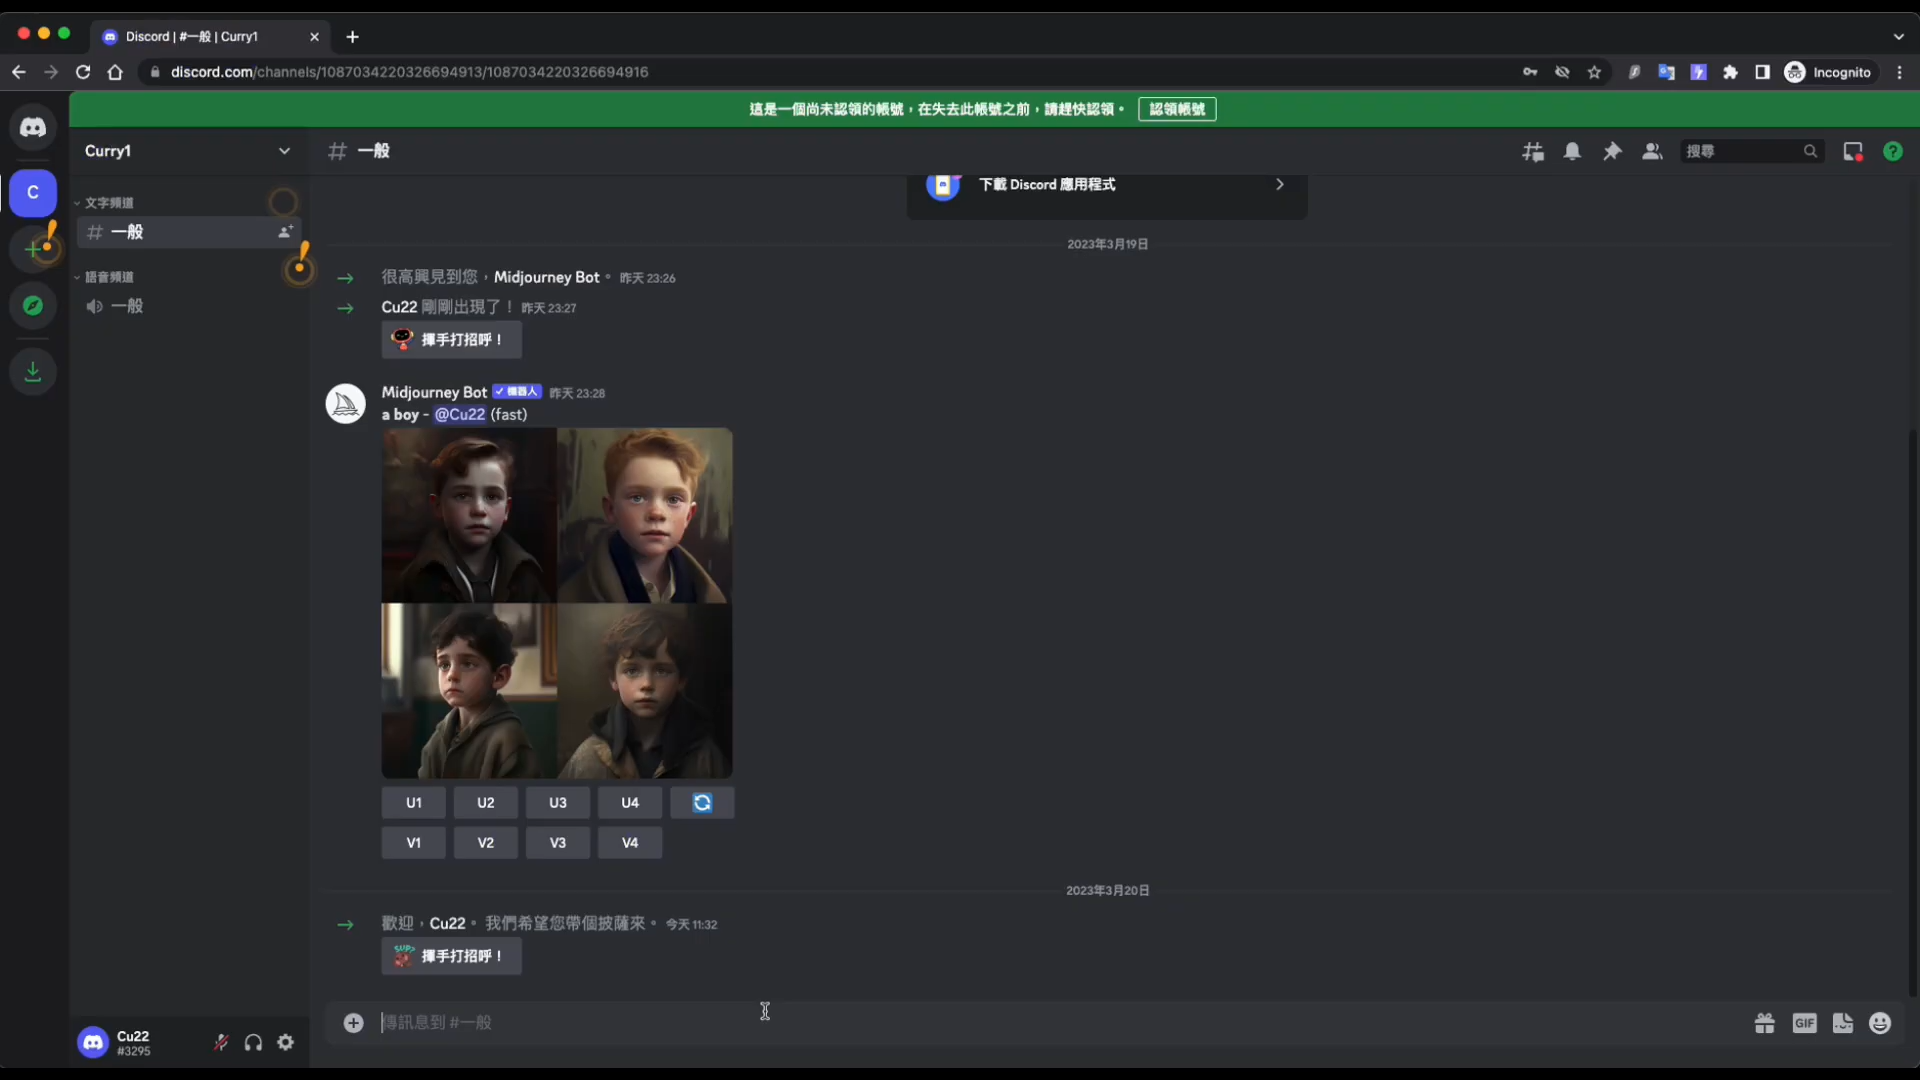 Discord | #一般 | Curry1
discord.com/channels/1087034220326694913/1087034220326694916
Incognito
這是一個尚未認領的帳號，在失去此帳號之前，請趕快認領。 認領帳號
Curry1
一般
搜尋
C
文字頻道
一般
語音頻道
一般
下載 Discord 應用程式
2023年3月19日
很高興見到您，Midjourney Bot。 昨天 23:26
Cu22 剛剛出現了！ 昨天 23:27
揮手打招呼！
Midjourney Bot 機器人 昨天 23:28
a boy - @Cu22 (fast)
U1 U2 U3 U4
V1 V2 V3 V4
2023年3月20日
歡迎，Cu22。 我們希望您帶個披薩來。 今天 11:32
SUP?
揮手打招呼！
傳訊息到 #一般
GIF
Cu22
#3295